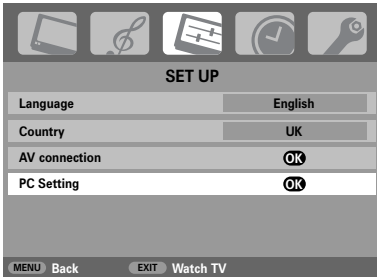 SET UP
Language English
Country UK
AV connection OK
PC Setting OK
MENU Back EXIT Watch TV